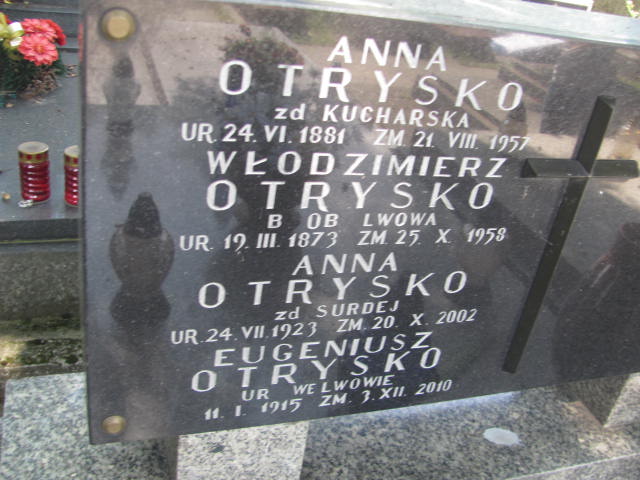 ANNA
OTRYSKO
zd KUCHARSKA
UR. 24. VI. 1881 ZM. 21. VIII. 1957
WŁODZIMIERZ
OTRYSKO
B OB LWOWA
UR. 19. III. 1873 ZM. 25. X. 1958
ANNA
OTRYSKO
zd SURDEJ
UR. 24. VII. 1923 ZM. 20. X. 2002
EUGENIUSZ
OTRYSKO
UR WE LWOWIE
11. I. 1915 ZM. 3. XII. 2010